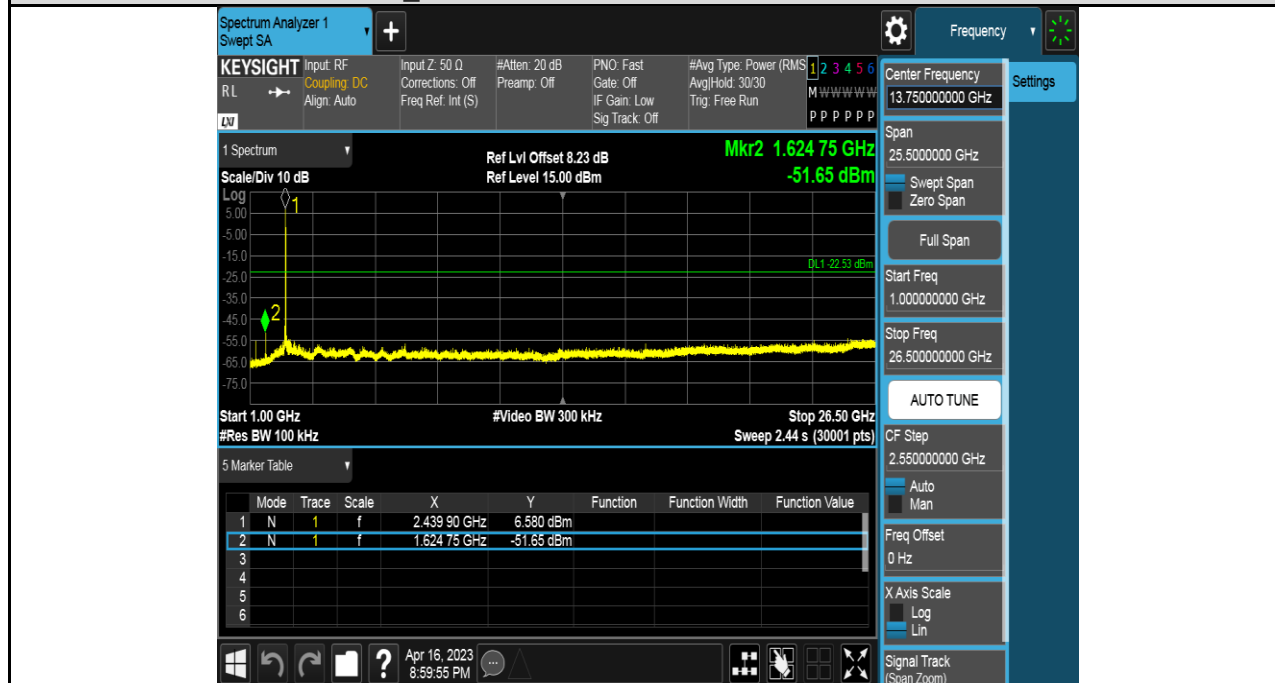 Spectrum Analyzer 1
Swept SA
+
Frequency
KEYSIGHT
RL
LXI
Input: RF
Coupling: DC
Align: Auto
Input Z: 50 Ω
Corrections: Off
Freq Ref: Int (S)
#Atten: 20 dB
Preamp: Off
PNO: Fast
Gate: Off
IF Gain: Low
Sig Track: Off
#Avg Type: Power (RMS
Avg|Hold: 30/30
Trig: Free Run
1 2 3 4 5 6
M W W W W W
P P P P P P
Center Frequency
13.750000000 GHz
Settings
1 Spectrum
Ref Lvl Offset 8.23 dB
Mkr2 1.624 75 GHz
Scale/Div 10 dB
Ref Level 15.00 dBm
-51.65 dBm
Log
1
5.00
-5.00
-15.0
DL1 -22.53 dBm
-25.0
-35.0
2
-45.0
-55.0
-65.0
-75.0
Start 1.00 GHz
#Video BW 300 kHz
Stop 26.50 GHz
#Res BW 100 kHz
Sweep 2.44 s (30001 pts)
Span
25.5000000 GHz
Swept Span
Zero Span
Full Span
Start Freq
1.000000000 GHz
Stop Freq
26.500000000 GHz
AUTO TUNE
CF Step
2.550000000 GHz
Auto
Man
Freq Offset
0 Hz
X Axis Scale
Log
Lin
Signal Track
(Span Zoom)
5 Marker Table
Mode Trace Scale X Y Function Function Width Function Value
1 N 1 f 2.439 90 GHz 6.580 dBm
2 N 1 f 1.624 75 GHz -51.65 dBm
3
4
5
6
?
Apr 16, 2023
8:59:55 PM